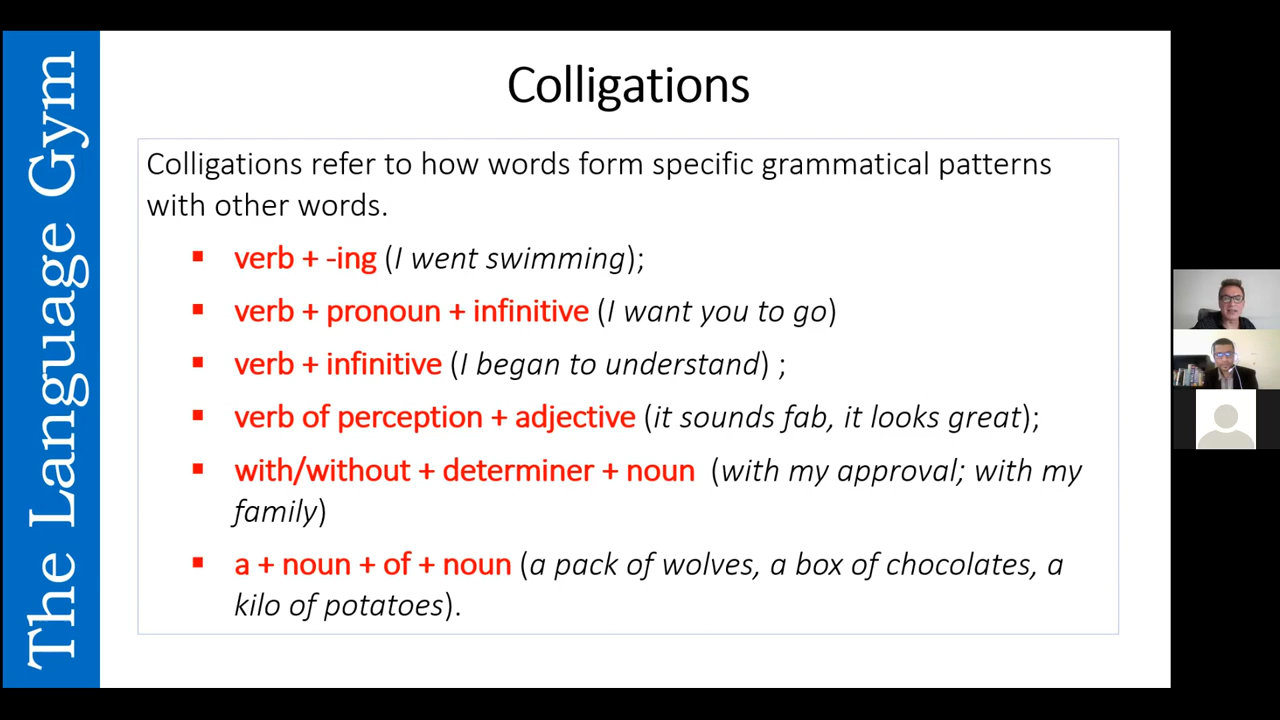 The Language Gym
Colligations
Colligations refer to how words form specific grammatical patterns
with other words.
▪ verb + -ing (I went swimming);
▪ verb + pronoun + infinitive (I want you to go)
▪ verb + infinitive (I began to understand) ;
▪ verb of perception + adjective (it sounds fab, it looks great);
▪ with/without + determiner + noun (with my approval; with my
family)
▪ a + noun + of + noun (a pack of wolves, a box of chocolates, a
kilo of potatoes).